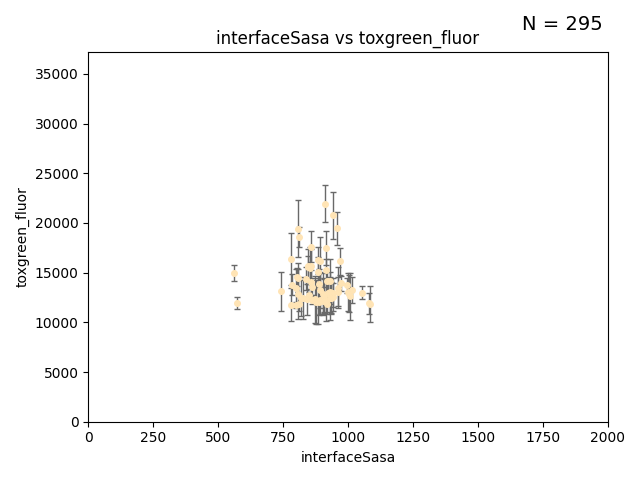 N = 295
interfaceSasa vs toxgreen_fluor
35000
30000
25000
20000
15000
10000
5000
0
toxgreen_fluor
0 250 500 750 1000 1250 1500 1750 2000
interfaceSasa